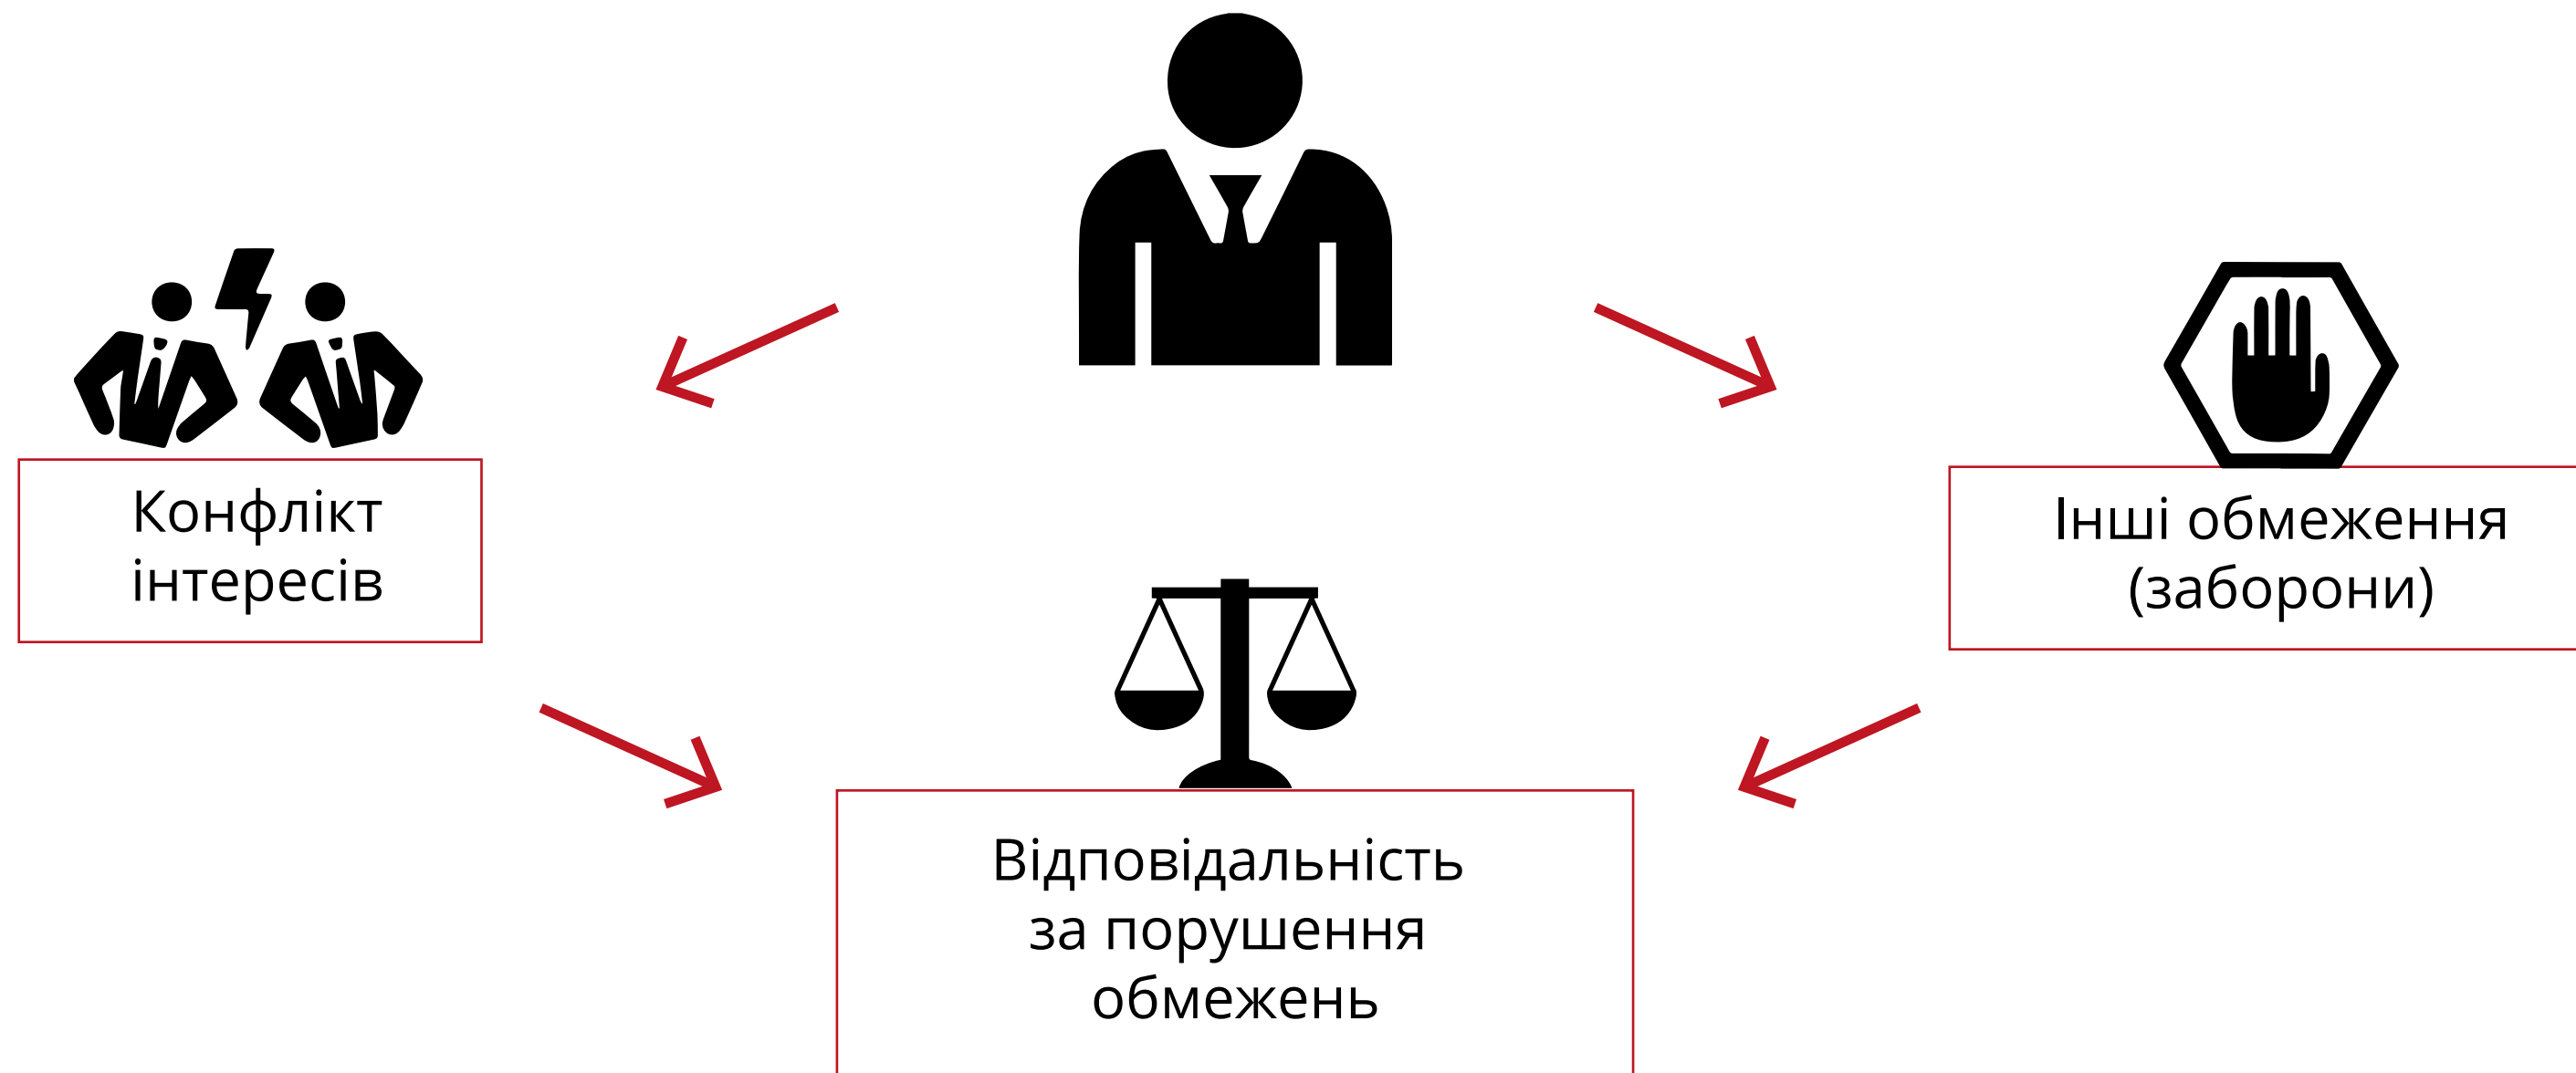 Конфлікт
інтересів
Інші обмеження
(заборони)
Відповідальність
за порушення
обмежень